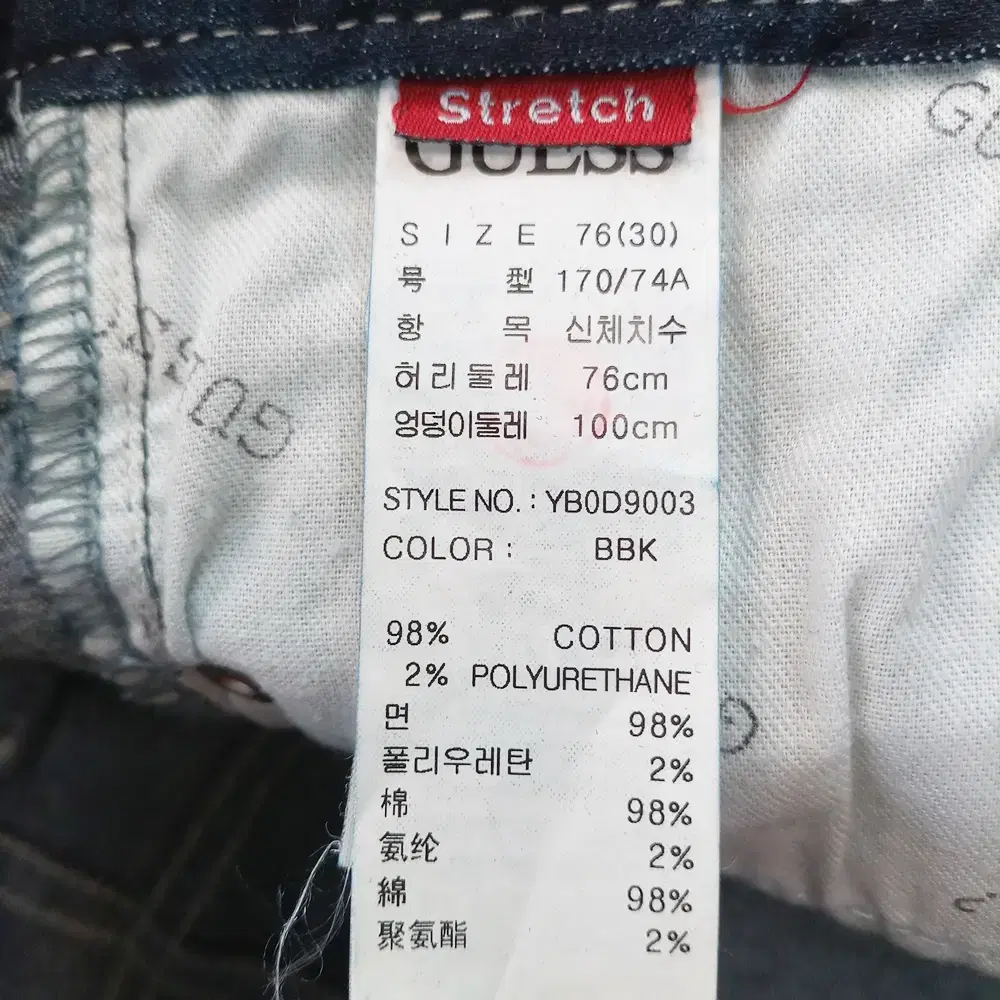 Stretch
GUESS
SIZE 76(30)
号型 170/74A
항목 신체치수
허리둘레 76cm
엉덩이둘레 100cm
STYLE NO. : YB0D9003
COLOR : BBK
98% COTTON
2% POLYURETHANE
면 98%
폴리우레탄 2%
棉 98%
氨纶 2%
綿 98%
聚氨酯 2%
GUESS